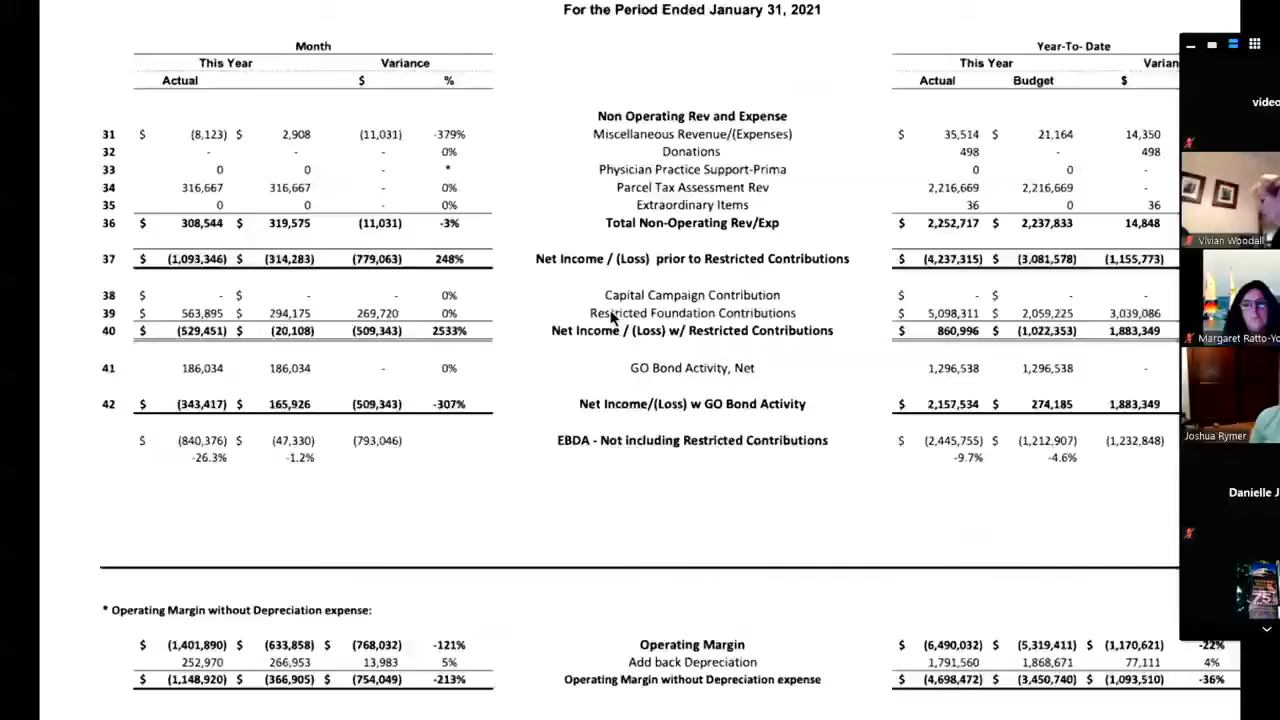 For the Period Ended January 31, 2021
Month Year-To- Date
This Year Variance This Year Varian
Actual $ % Actual Budget $
Non Operating Rev and Expense
31 $ (8,123) $ 2,908 (11,031) -379% Miscellaneous Revenue/(Expenses) $ 35,514 $ 21,164 14,350
32 - - - 0% Donations 498 - 498
33 0 0 - * Physician Practice Support-Prima 0 0 -
34 316,667 316,667 - 0% Parcel Tax Assessment Rev 2,216,669 2,216,669 -
35 0 0 - 0% Extraordinary Items 36 0 36
36 $ 308,544 $ 319,575 (11,031) -3% Total Non-Operating Rev/Exp $ 2,252,717 $ 2,237,833 14,848
37 $ (1,093,346) $ (314,283) (779,063) 248% Net Income / (Loss) prior to Restricted Contributions $ (4,237,315) $ (3,081,578) (1,155,773)
38 $ - $ - - 0% Capital Campaign Contribution $ - $ - -
39 $ 563,895 $ 294,175 269,720 0% Restricted Foundation Contributions $ 5,098,311 $ 2,059,225 3,039,086
40 $ (529,451) $ (20,108) (509,343) 2533% Net Income / (Loss) w/ Restricted Contributions $ 860,996 $ (1,022,353) 1,883,349
41 186,034 186,034 - 0% GO Bond Activity, Net 1,296,538 1,296,538 -
42 $ (343,417) $ 165,926 (509,343) -307% Net Income/(Loss) w GO Bond Activity $ 2,157,534 $ 274,185 1,883,349
$ (840,376) $ (47,330) (793,046) EBDA - Not including Restricted Contributions $ (2,445,755) $ (1,212,907) (1,232,848)
-26.3% -1.2% -9.7% -4.6%
* Operating Margin without Depreciation expense:
$ (1,401,890) $ (633,858) $ (768,032) -121% Operating Margin $ (6,490,032) $ (5,319,411) $ (1,170,621) -22%
252,970 266,953 13,983 5% Add back Depreciation 1,791,560 1,868,671 77,111 4%
$ (1,148,920) $ (366,905) $ (754,049) -213% Operating Margin without Depreciation expense $ (4,698,472) $ (3,450,740) $ (1,093,510) -36%
video
Vivian Woodall
Margaret Ratto-Yo
Joshua Rymer
Danielle J
75